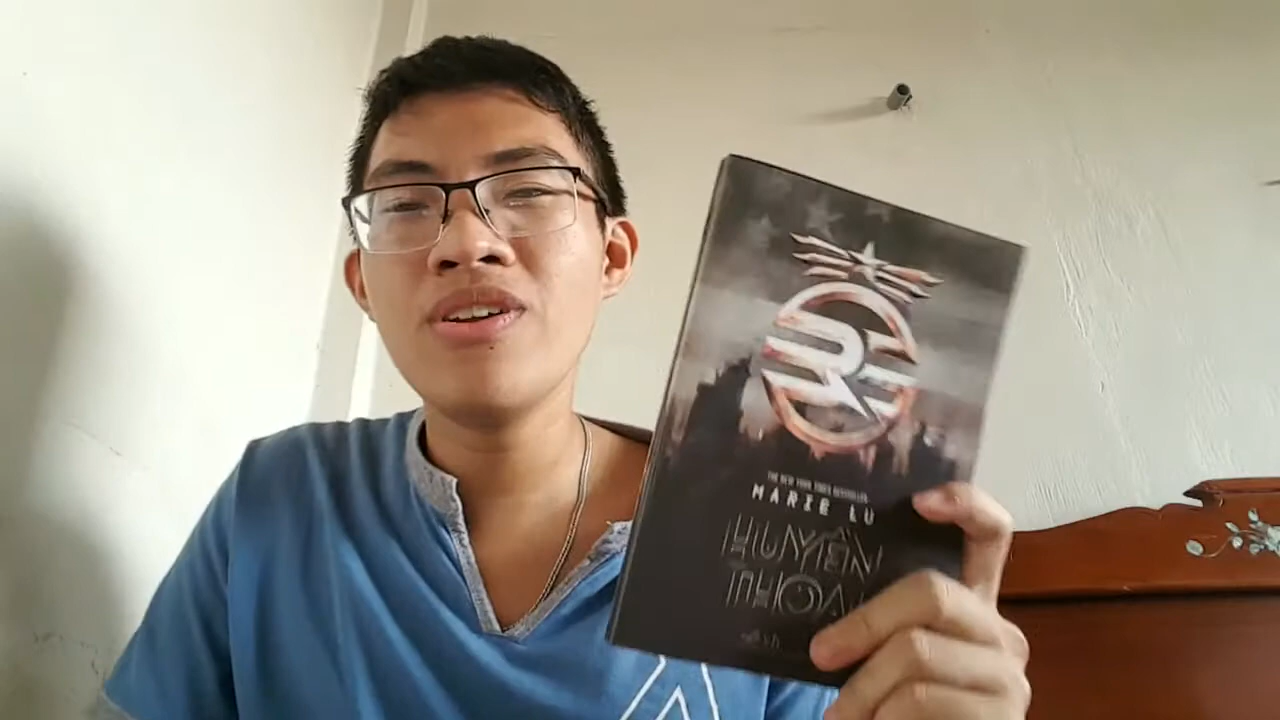 THE NEW YORK TIMES BESTSELLER
MARIE LU
HUYỀN
THOẠI